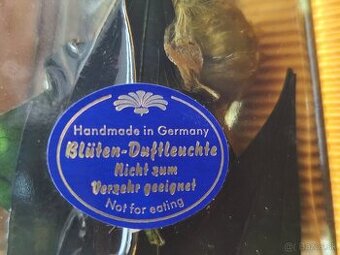 Handmade in Germany
Blüten-Duftleuchte
Nicht zum
Verzehr geeignet
Not for eating